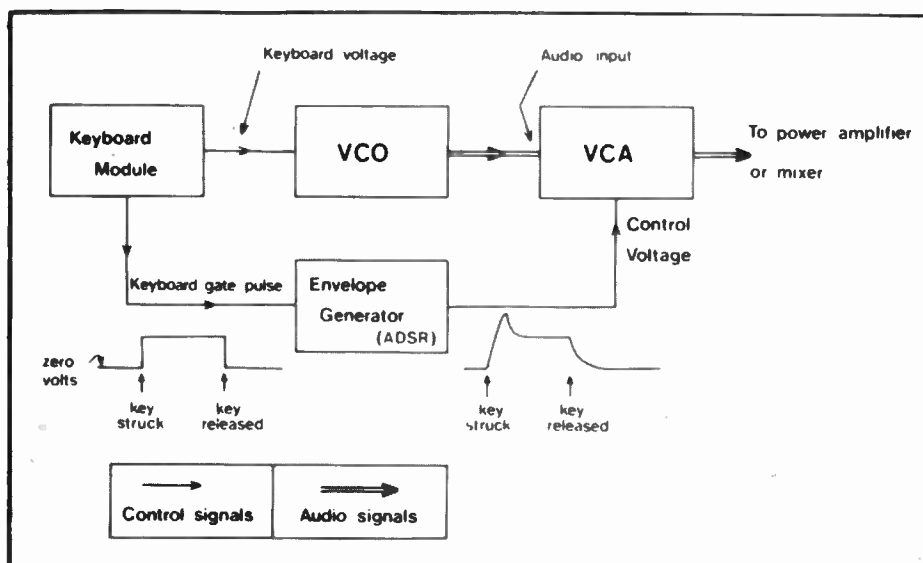 Keyboard voltage
Audio input
Keyboard
Module
VCO
VCA
To power amplifier
or mixer
Control
Voltage
Keyboard gate pulse
Envelope
Generator
(ADSR)
zero
volts
key
struck
key
released
key
struck
key
released
Control signals
Audio signals